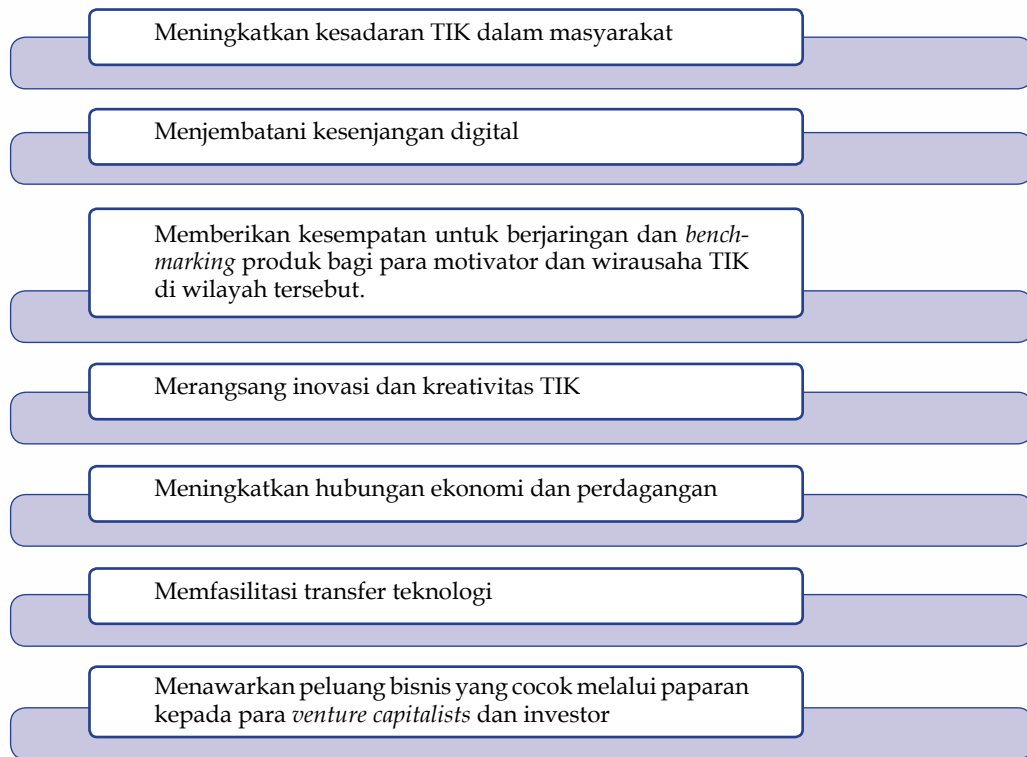 Meningkatkan kesadaran TIK dalam masyarakat
Menjembatani kesenjangan digital
Memberikan kesempatan untuk berjaringan dan bench-
marking produk bagi para motivator dan wirausaha TIK
di wilayah tersebut.
Merangsang inovasi dan kreativitas TIK
Meningkatkan hubungan ekonomi dan perdagangan
Memfasilitasi transfer teknologi
Menawarkan peluang bisnis yang cocok melalui paparan
kepada para venture capitalists dan investor